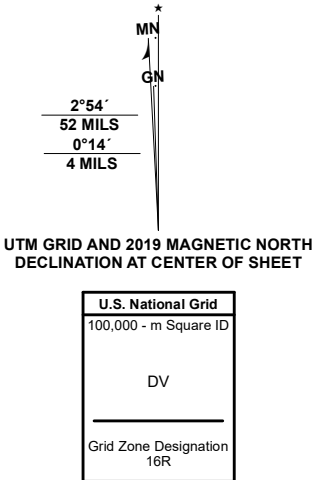 ★
MN
GN
2°54´
52 MILS
0°14´
4 MILS
UTM GRID AND 2019 MAGNETIC NORTH
DECLINATION AT CENTER OF SHEET
U.S. National Grid
100,000 - m Square ID
DV
Grid Zone Designation
16R